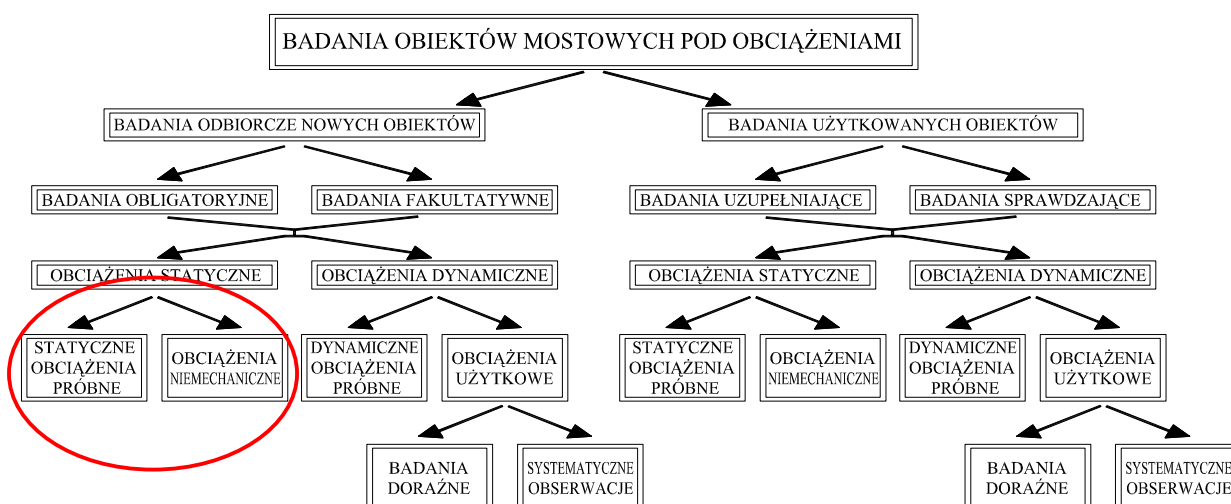 BADANIA OBIEKTÓW MOSTOWYCH POD OBCIĄŻENIAMI
BADANIA ODBIORCZE NOWYCH OBIEKTÓW
BADANIA UŻYTKOWANYCH OBIEKTÓW
BADANIA OBLIGATORYJNE
BADANIA FAKULTATYWNE
BADANIA UZUPEŁNIAJĄCE
BADANIA SPRAWDZAJĄCE
OBCIĄŻENIA STATYCZNE
OBCIĄŻENIA DYNAMICZNE
OBCIĄŻENIA STATYCZNE
OBCIĄŻENIA DYNAMICZNE
STATYCZNE
OBCIĄŻENIA
PRÓBNE
OBCIĄŻENIA
NIEMECHANICZNE
DYNAMICZNE
OBCIĄŻENIA
PRÓBNE
OBCIĄŻENIA
UŻYTKOWE
STATYCZNE
OBCIĄŻENIA
PRÓBNE
OBCIĄŻENIA
NIEMECHANICZNE
DYNAMICZNE
OBCIĄŻENIA
PRÓBNE
OBCIĄŻENIA
UŻYTKOWE
BADANIA
DORAŹNE
SYSTEMATYCZNE
OBSERWACJE
BADANIA
DORAŹNE
SYSTEMATYCZNE
OBSERWACJE